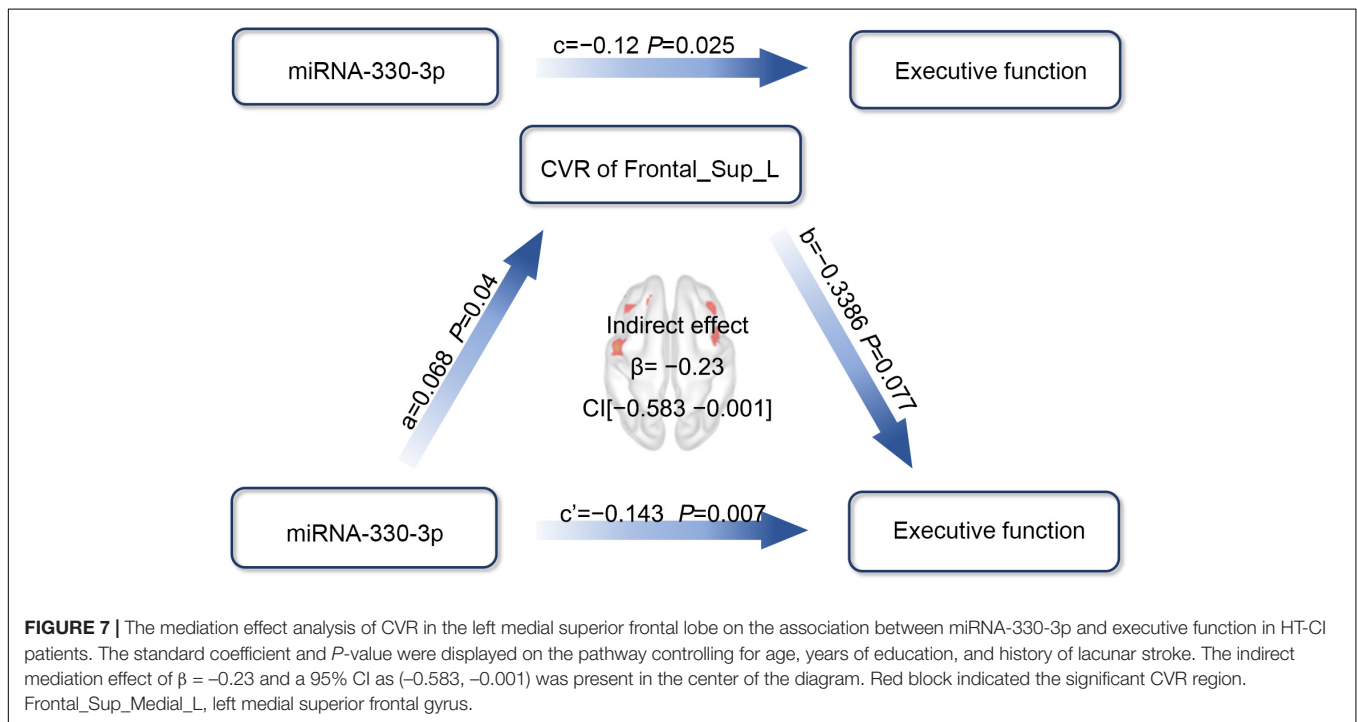 c=−0.12 P=0.025
miRNA-330-3p
Executive function
CVR of Frontal_Sup_L
a=0.068 P=0.04
b=−0.3386 P=0.077
Indirect effect
β= −0.23
CI[−0.583 −0.001]
miRNA-330-3p
c'=−0.143 P=0.007
Executive function
FIGURE 7 | The mediation effect analysis of CVR in the left medial superior frontal lobe on the association between miRNA-330-3p and executive function in HT-CI
patients. The standard coefficient and P-value were displayed on the pathway controlling for age, years of education, and history of lacunar stroke. The indirect
mediation effect of β = −0.23 and a 95% CI as (−0.583, −0.001) was present in the center of the diagram. Red block indicated the significant CVR region.
Frontal_Sup_Medial_L, left medial superior frontal gyrus.